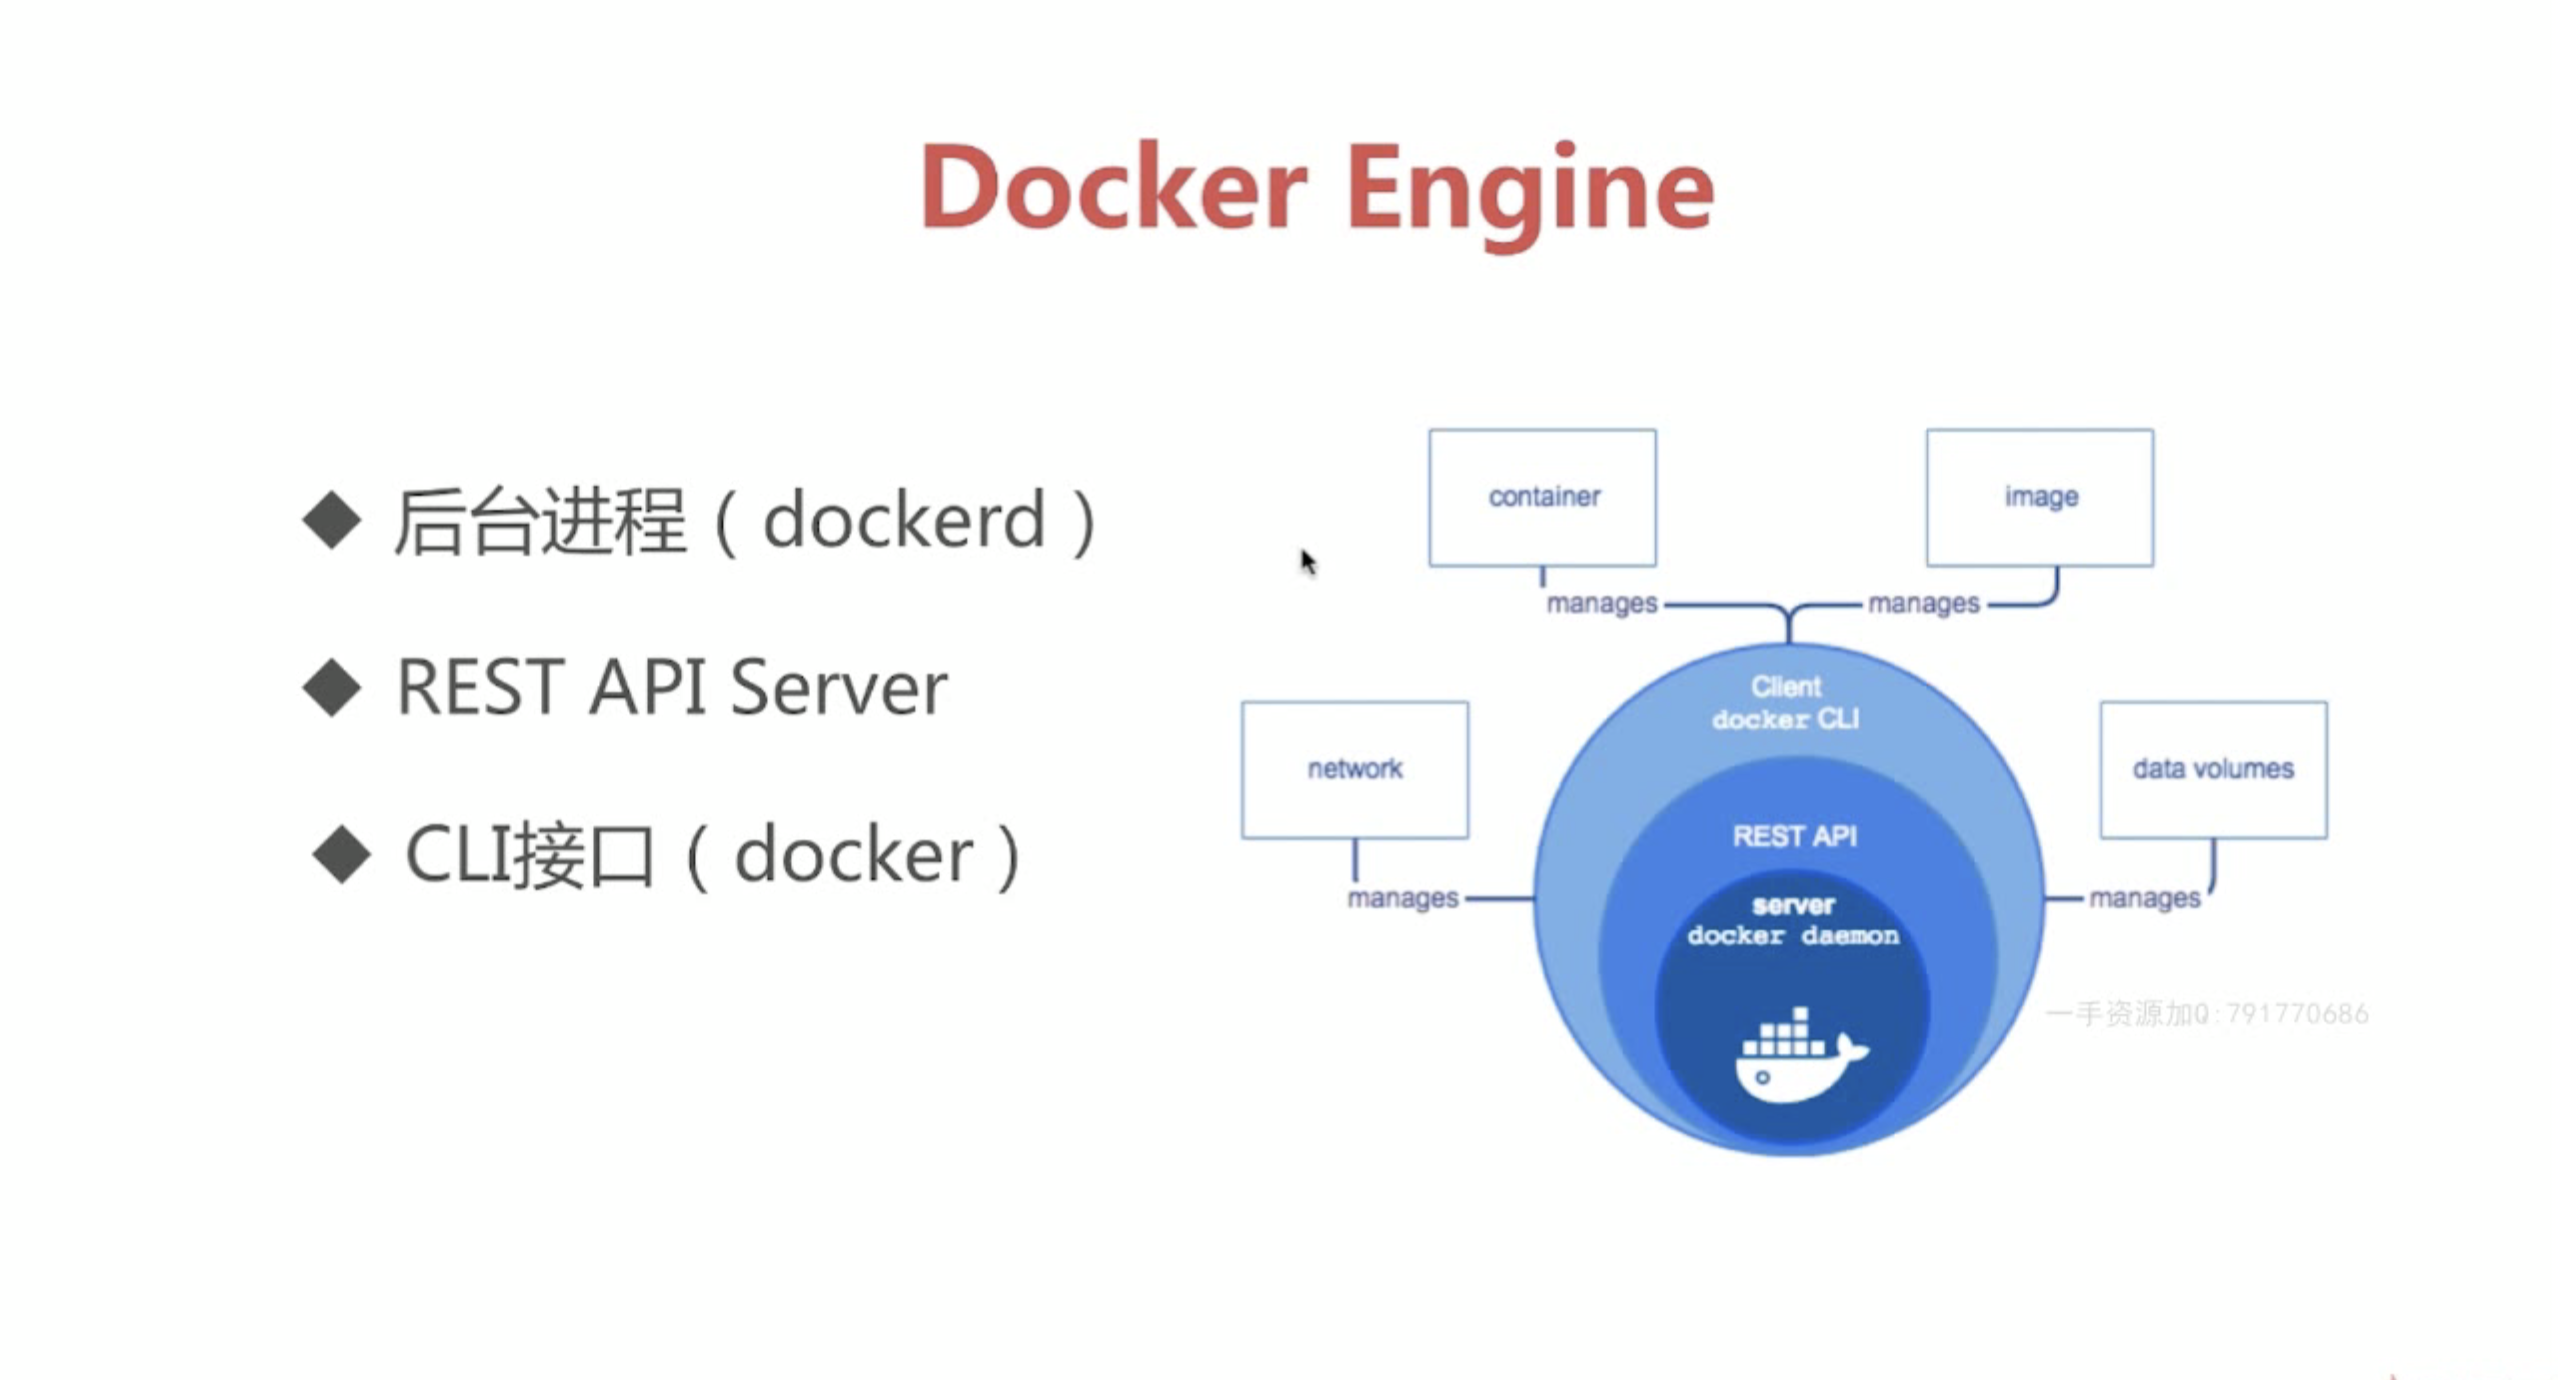 Docker Engine
◆ 后台进程（dockerd）
◆ REST API Server
◆ CLI接口（docker）
container
image
manages
manages
Client
docker CLI
network
data volumes
REST API
manages
server
docker daemon
manages
一手资源加Q:791770686